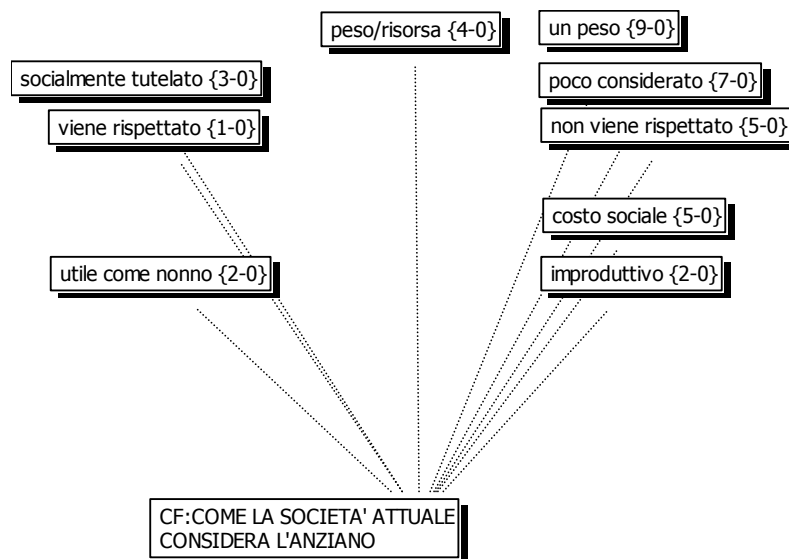 peso/risorsa {4-0}
un peso {9-0}
socialmente tutelato {3-0}
poco considerato {7-0}
viene rispettato {1-0}
non viene rispettato {5-0}
costo sociale {5-0}
utile come nonno {2-0}
improduttivo {2-0}
CF:COME LA SOCIETA' ATTUALE
CONSIDERA L'ANZIANO